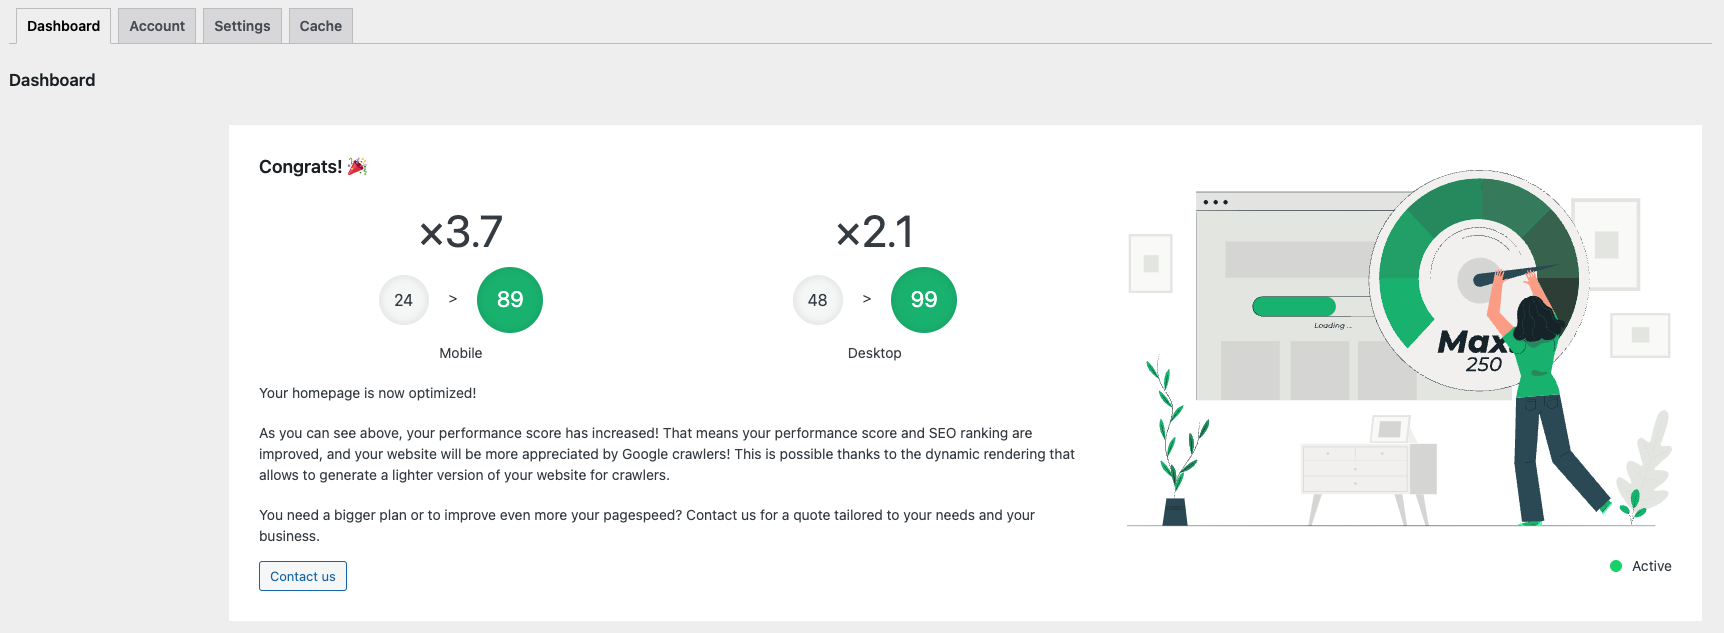 Dashboard Account Settings Cache
Dashboard
Congrats! 🎉
×3.7 ×2.1
24 > 89 48 > 99
Mobile Desktop
Your homepage is now optimized!
As you can see above, your performance score has increased! That means your performance score and SEO ranking are
improved, and your website will be more appreciated by Google crawlers! This is possible thanks to the dynamic rendering that
allows to generate a lighter version of your website for crawlers.
You need a bigger plan or to improve even more your pagespeed? Contact us for a quote tailored to your needs and your
business.
Contact us
Loading ...
250
Active